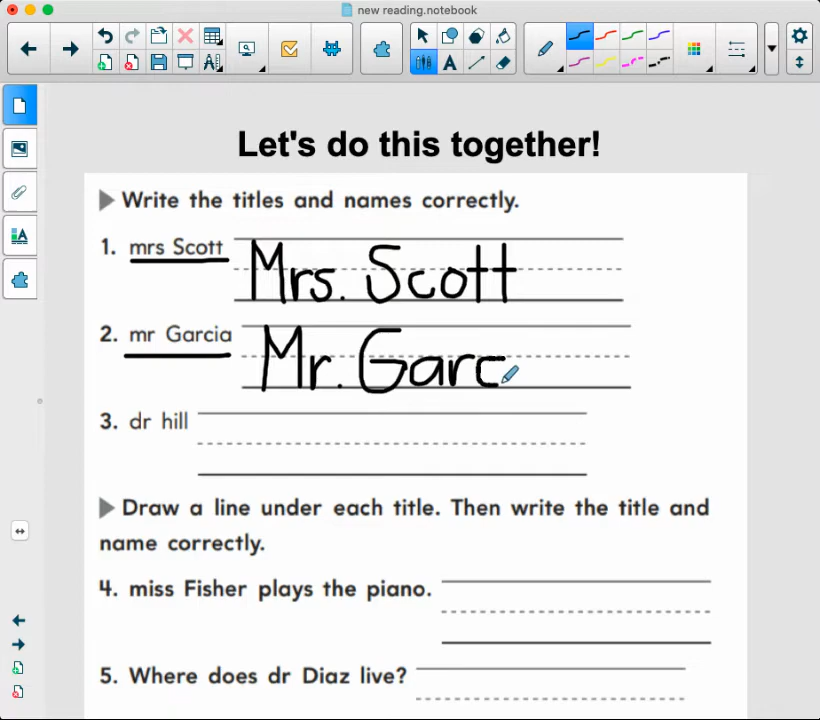 new reading.notebook
Let's do this together!
Write the titles and names correctly.
1. mrs Scott Mrs. Scott
2. mr Garcia Mr. Garc
3. dr hill
Draw a line under each title. Then write the title and
name correctly.
4. miss Fisher plays the piano.
5. Where does dr Diaz live?